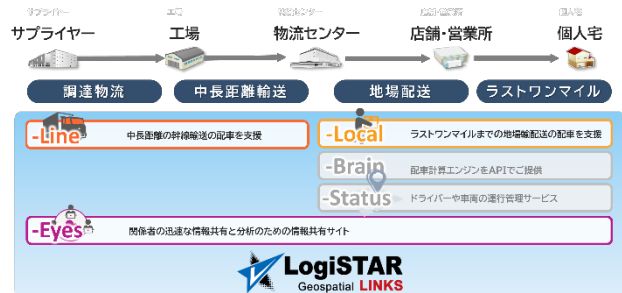 サプライヤー 工場 物流センター 店舗・営業所 個人宅
サプライヤー 工場 物流センター 店舗・営業所 個人宅
調達物流 中長距離輸送 地場配送 ラストワンマイル
-Line 中長距離の幹線輸送の配車を支援
-Local ラストワンマイルまでの地場輸配送の配車を支援
-Brain 配車計算エンジンをAPIでご提供
-Status ドライバーや車両の運行管理サービス
-Eyes 関係者の迅速な情報共有と分析のための情報共有サイト
LogiSTAR
Geospatial LINKS